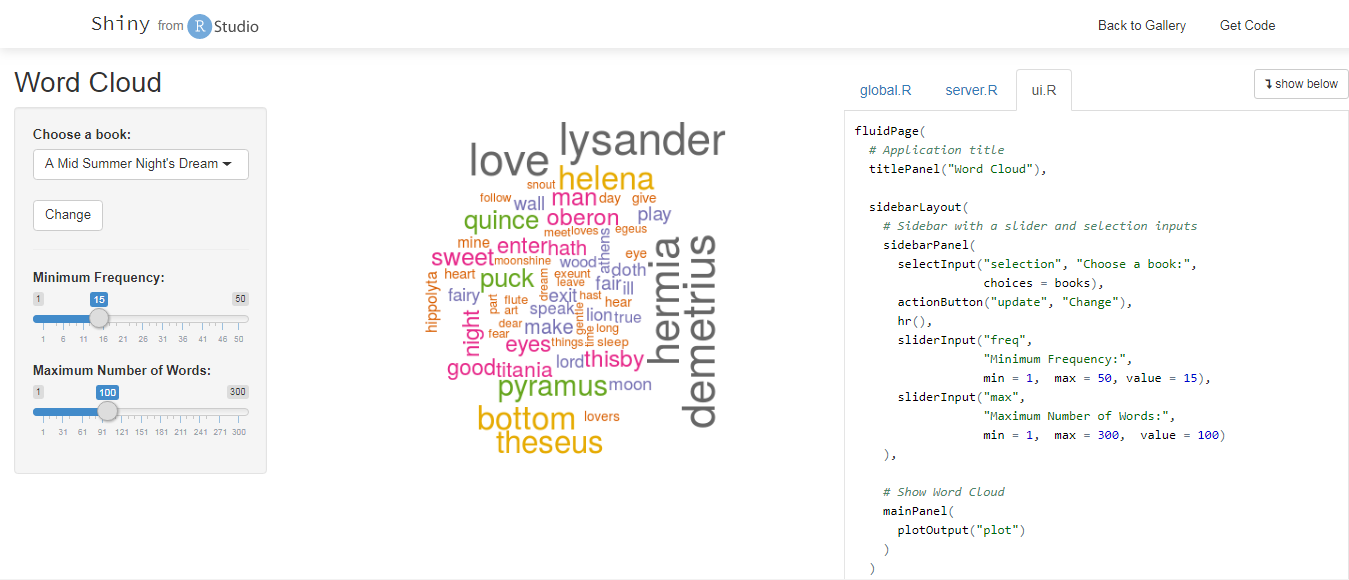 Shiny from R Studio
Back to Gallery
Get Code
Word Cloud
Choose a book:
A Mid Summer Night's Dream
Change
Minimum Frequency:
1 15 50
1 6 11 16 21 26 31 36 41 46 50
Maximum Number of Words:
1 100 300
1 31 61 91 121 151 181 211 241 271 300
lysander
love
helena
snout
follow
wall
man
day
give
quince
oberon
play
meet
loves
egeus
mine
enter
hath
athens
sweet
moonshine
wood
eye
heart
puck
dream
exeunt
leave
fair
doth
ill
hippolyta
fairy
part
flute
art
exit
hast
hear
speak
gentle
lion
true
night
dear
fear
make
time
long
eyes
things
sleep
good
titania
lord
thisby
pyramus
moon
bottom
lovers
theseus
hermia
demetrius
global.R
server.R
ui.R
show below
fluidPage(
# Application title
titlePanel("Word Cloud"),
sidebarLayout(
# Sidebar with a slider and selection inputs
sidebarPanel(
selectInput("selection", "Choose a book:",
choices = books),
actionButton("update", "Change"),
hr(),
sliderInput("freq",
"Minimum Frequency:",
min = 1,  max = 50, value = 15),
sliderInput("max",
"Maximum Number of Words:",
min = 1,  max = 300,  value = 100)
),
# Show Word Cloud
mainPanel(
plotOutput("plot")
)
)